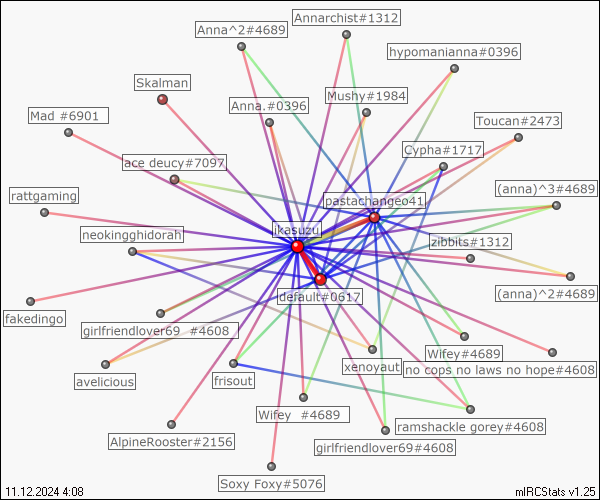 Annarchist#1312
Anna^2#4689
hypomanianna#0396
Skalman
Mushy#1984
Anna.#0396
Mad #6901
Toucan#2473
Cypha#1717
ace deucy#7097
(anna)^3#4689
rattgaming
pastachangeo41
ikasuzu
neokingghidorah
zibbits#1312
(anna)^2#4689
default#0617
fakedingo
girlfriendlover69 #4608
Wifey#4689
xenoyaut
no cops no laws no hope#4608
avelicious
frisout
Wifey #4689
ramshackle gorey#4608
AlpineRooster#2156
girlfriendlover69#4608
Soxy Foxy#5076
11.12.2024 4:08
mIRCStats v1.25